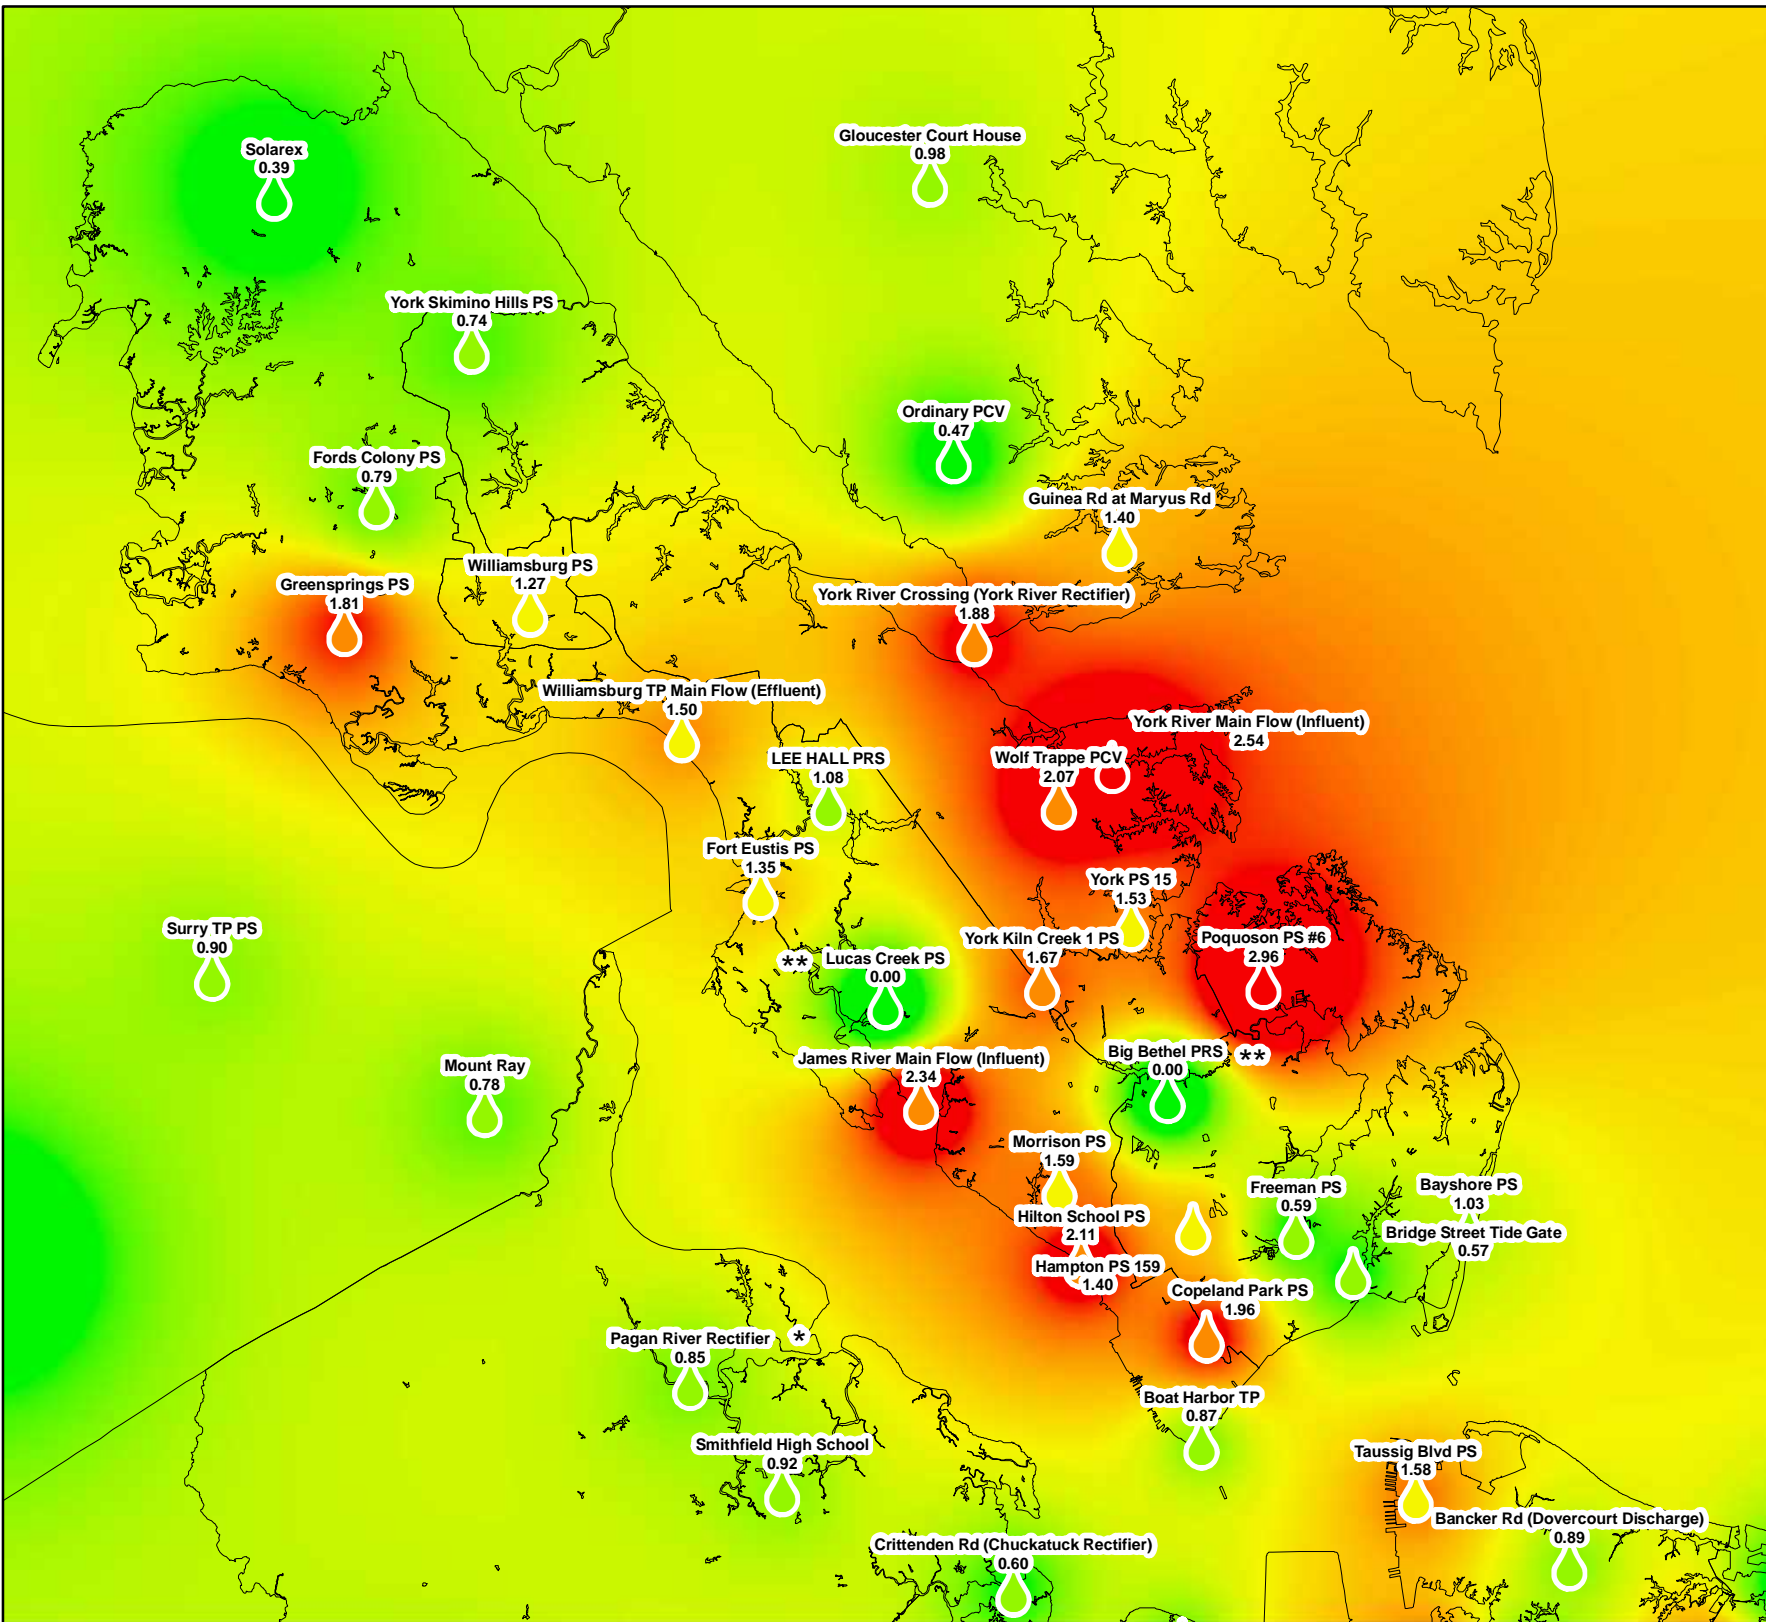 Gloucester Court House
0.98
Solarex
0.39
York Skimino Hills PS
0.74
Ordinary PCV
0.47
Fords Colony PS
0.79
Guinea Rd at Maryus Rd
1.40
Williamsburg PS
1.27
Greensprings PS
1.81
York River Crossing (York River Rectifier)
1.88
Williamsburg TP Main Flow (Effluent)
1.50
York River Main Flow (Influent)
2.54
LEE HALL PRS
1.08
Wolf Trappe PCV
2.07
Fort Eustis PS
1.35
York PS 15
1.53
Surry TP PS
0.90
York Kiln Creek 1 PS
1.67
Poquoson PS #6
2.96
**
Lucas Creek PS
0.00
James River Main Flow (Influent)
2.34
Big Bethel PRS
0.00
**
Mount Ray
0.78
Morrison PS
1.59
Freeman PS
0.59
Bayshore PS
1.03
Hilton School PS
2.11
Bridge Street Tide Gate
0.57
Hampton PS 159
1.40
Copeland Park PS
1.96
Pagan River Rectifier
0.85
*
Boat Harbor TP
0.87
Smithfield High School
0.92
Taussig Blvd PS
1.58
Bancker Rd (Dovercourt Discharge)
0.89
Crittenden Rd (Chuckatuck Rectifier)
0.60